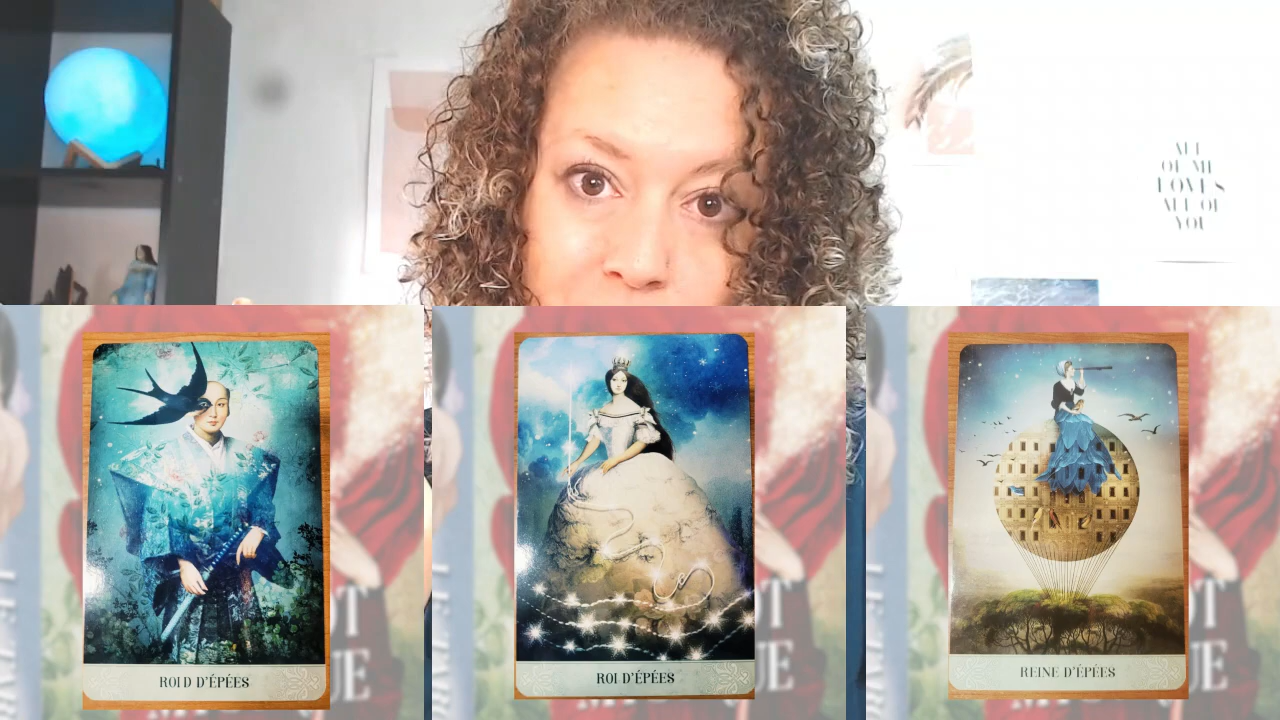 ALL
OF ME
LOVES
ALL OF
YOU
ROI D D'ÉPÉES
ROI D'ÉPÉES
REINE D'ÉPÉES